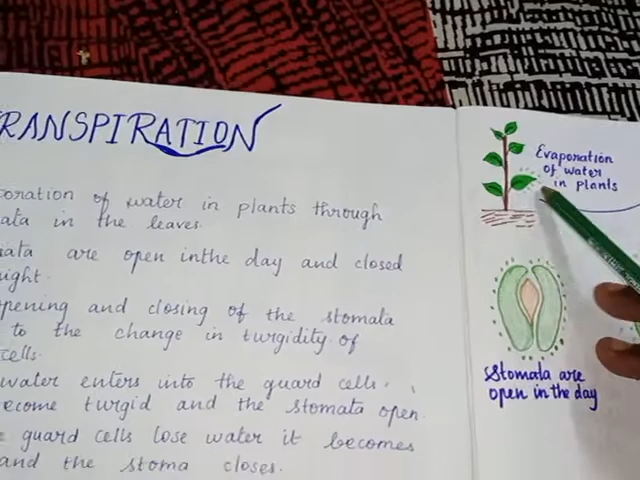 RANSPIRATION
oration of water in plants through
ata in the leaves.
ata are open in the day and closed
ight.
pening and closing of the stomata
to the change in turgidity of
cells.
water enters into the guard cells,
ecome turgid and the stomata open.
e guard cells lose water it becomes
and the stoma closes.
Evaporation
of water
in plants
Stomata are
open in the day